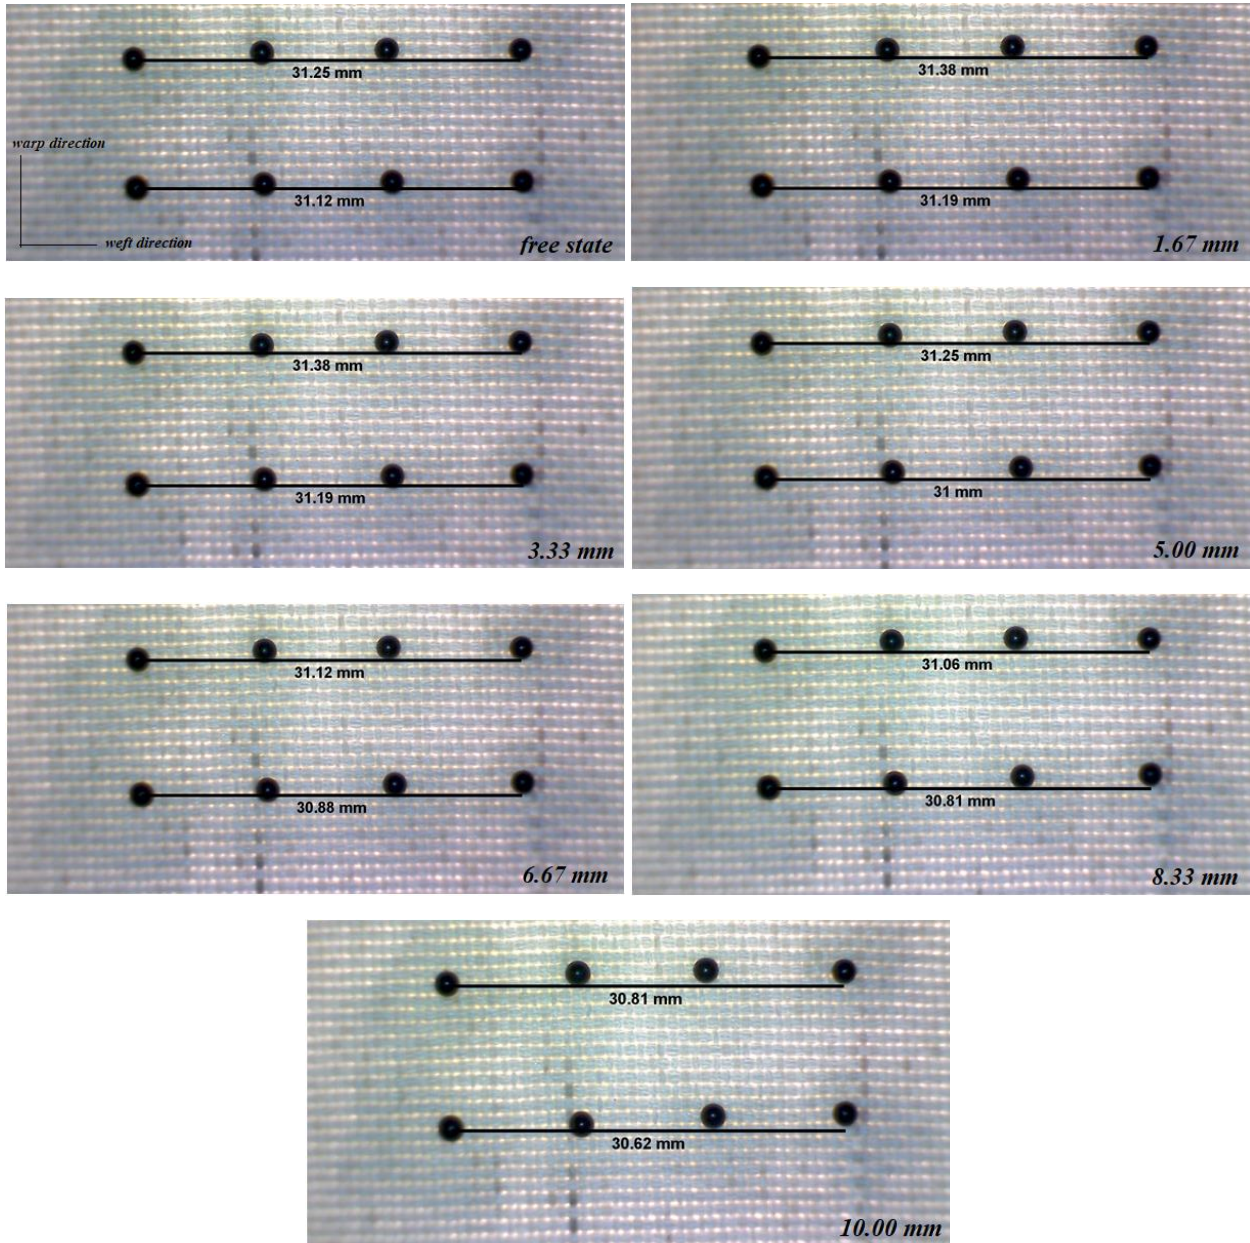 31.25 mm
warp direction
31.12 mm
weft direction
free state
31.38 mm
31.19 mm
1.67 mm
31.38 mm
31.19 mm
3.33 mm
31.25 mm
31 mm
5.00 mm
31.12 mm
30.88 mm
6.67 mm
31.06 mm
30.81 mm
8.33 mm
30.81 mm
30.62 mm
10.00 mm